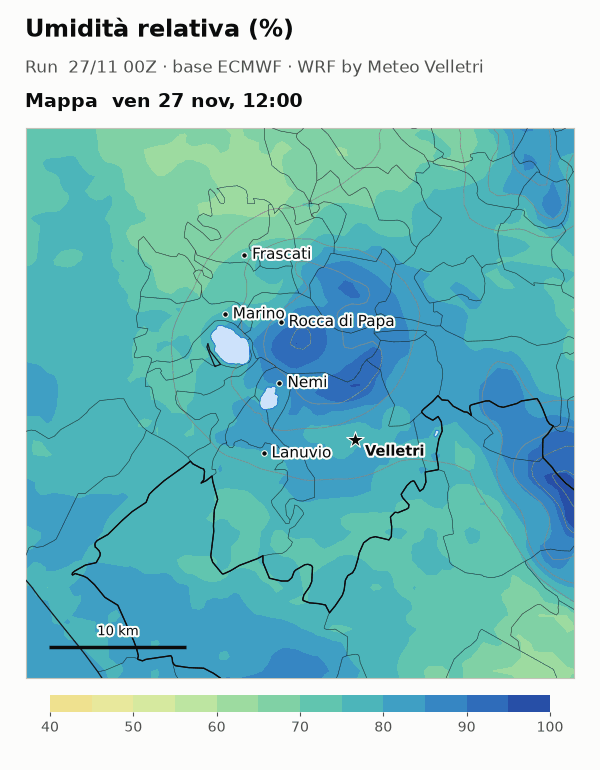 Umidità relativa (%)
Run  27/11 00Z · base ECMWF · WRF by Meteo Velletri
Mappa  ven 27 nov, 12:00
Frascati
Marino
Rocca di Papa
Nemi
Velletri
Lanuvio
10 km
40 50 60 70 80 90 100